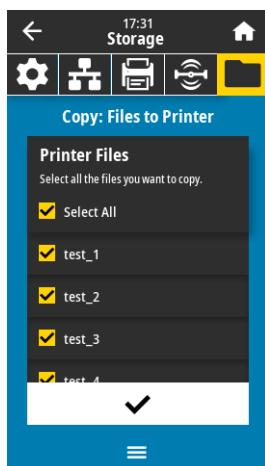 17:31
Storage
Copy: Files to Printer
Printer Files
Select all the files you want to copy.
Select All
test_1
test_2
test_3
test_4